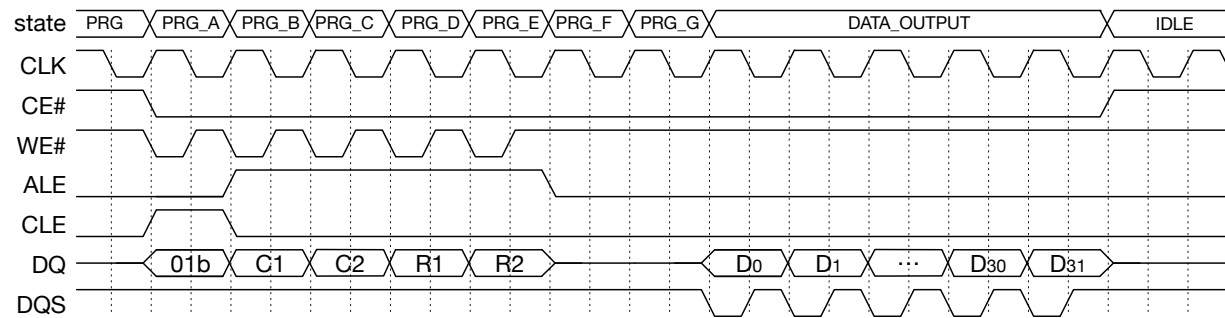 state PRG PRG_A PRG_B PRG_C PRG_D PRG_E PRG_F PRG_G DATA_OUTPUT IDLE
CLK
CE#
WE#
ALE
CLE
DQ 01b C1 C2 R1 R2 D0 D1 ... D30 D31
DQS